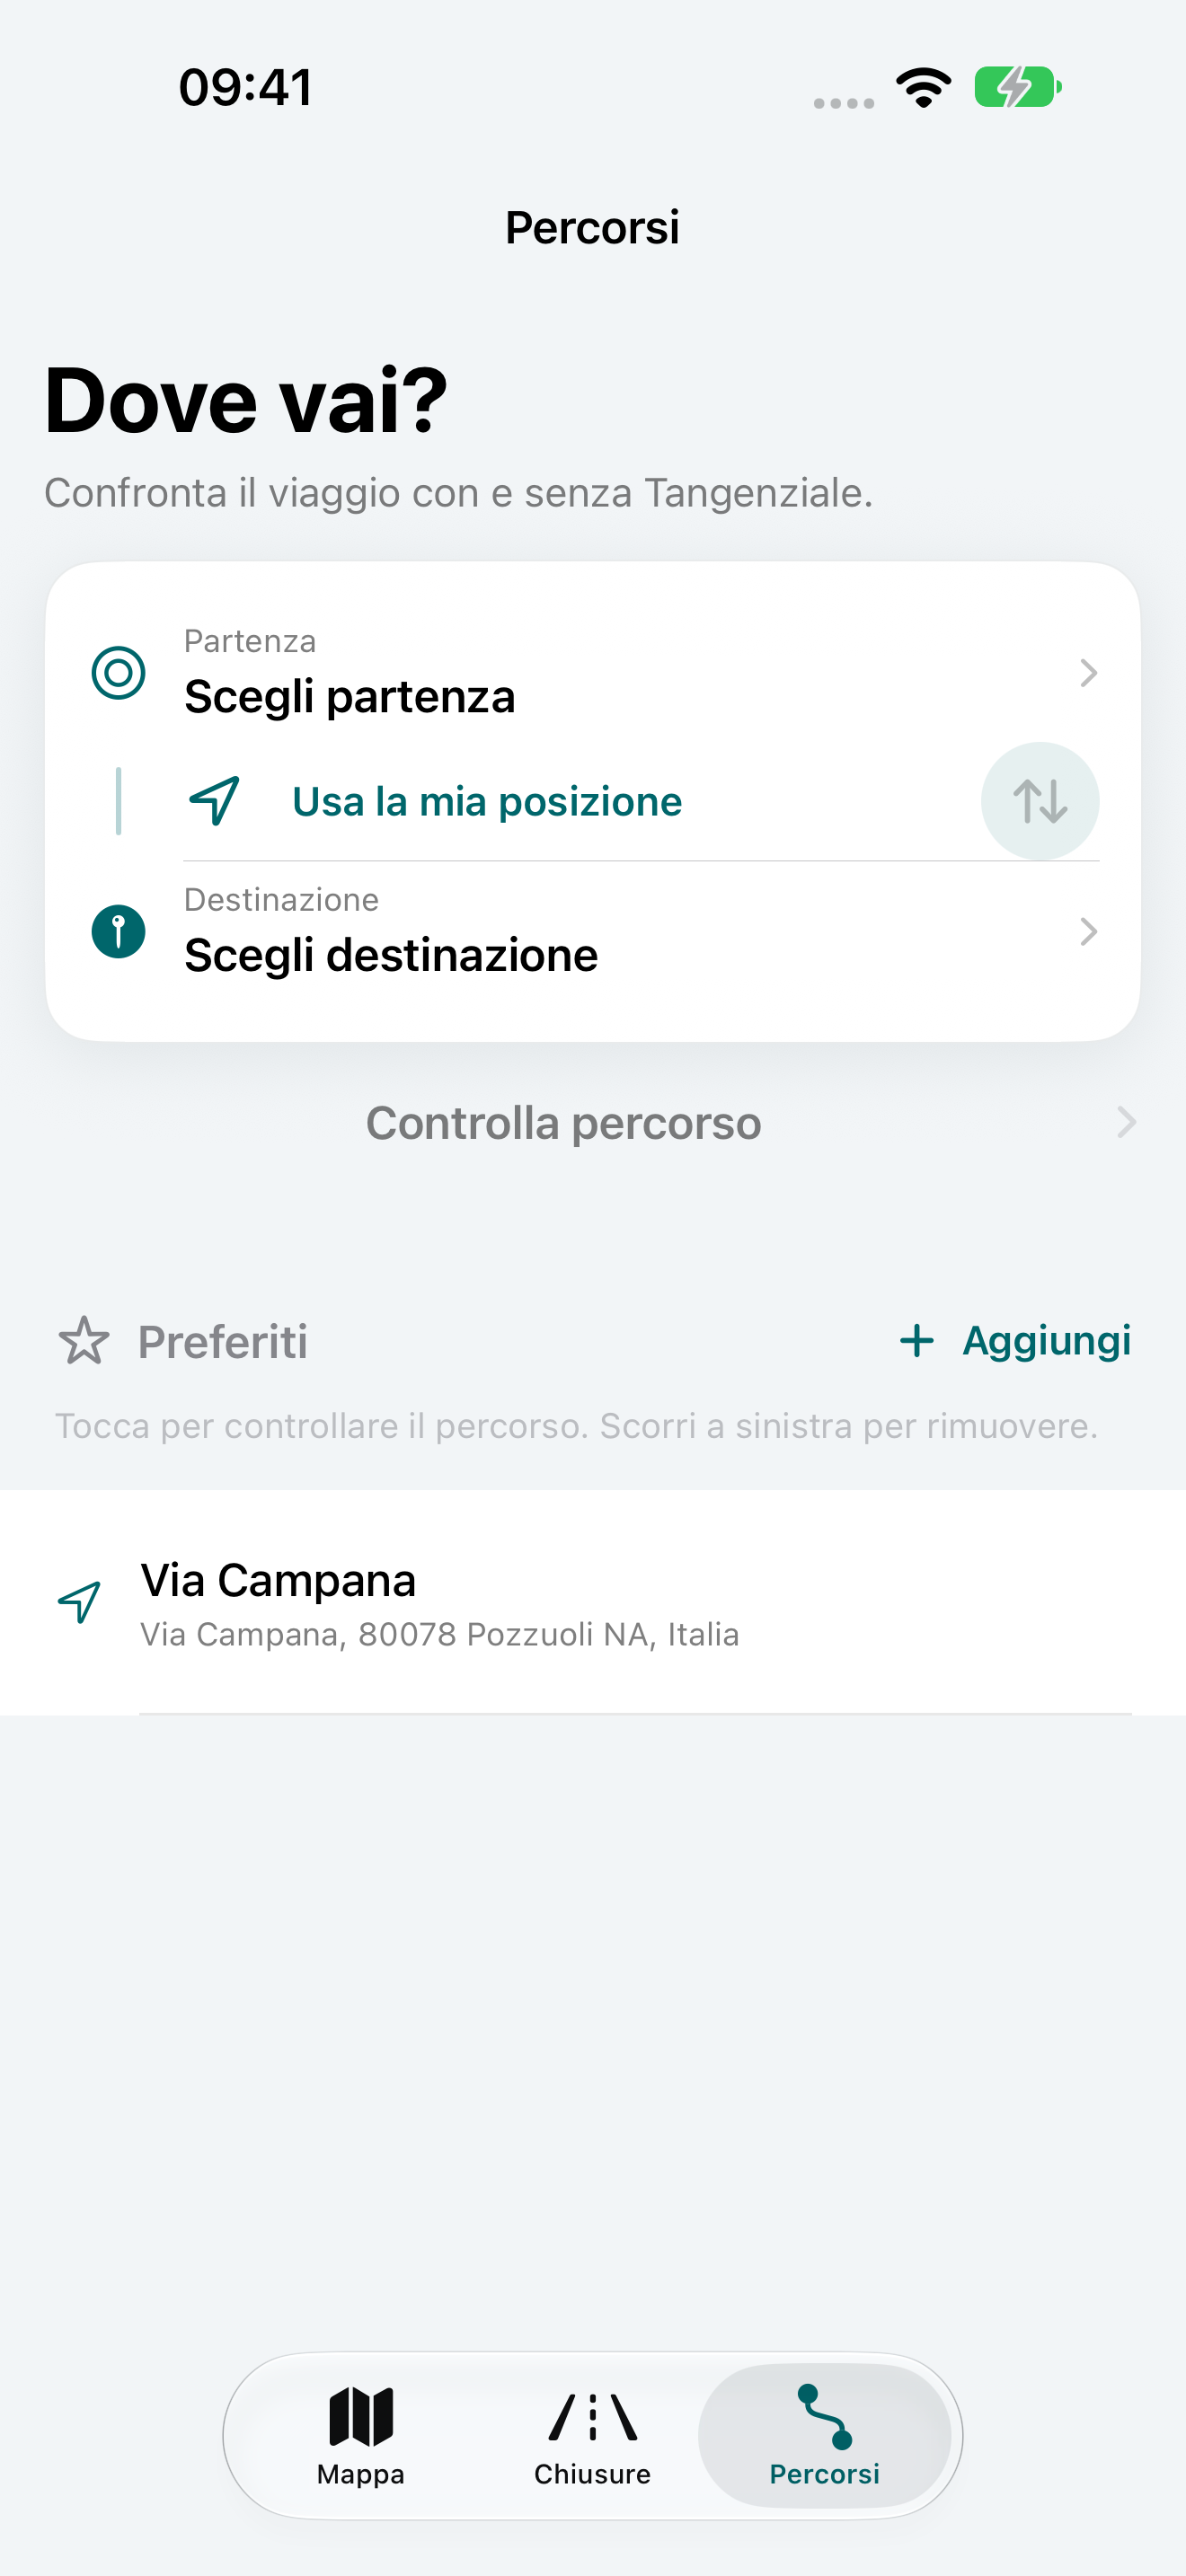 09:41
Percorsi
Dove vai?
Confronta il viaggio con e senza Tangenziale.
Partenza
Scegli partenza
Usa la mia posizione
Destinazione
Scegli destinazione
Controlla percorso
Preferiti
+ Aggiungi
Tocca per controllare il percorso. Scorri a sinistra per rimuovere.
Via Campana
Via Campana, 80078 Pozzuoli NA, Italia
Mappa
Chiusure
Percorsi